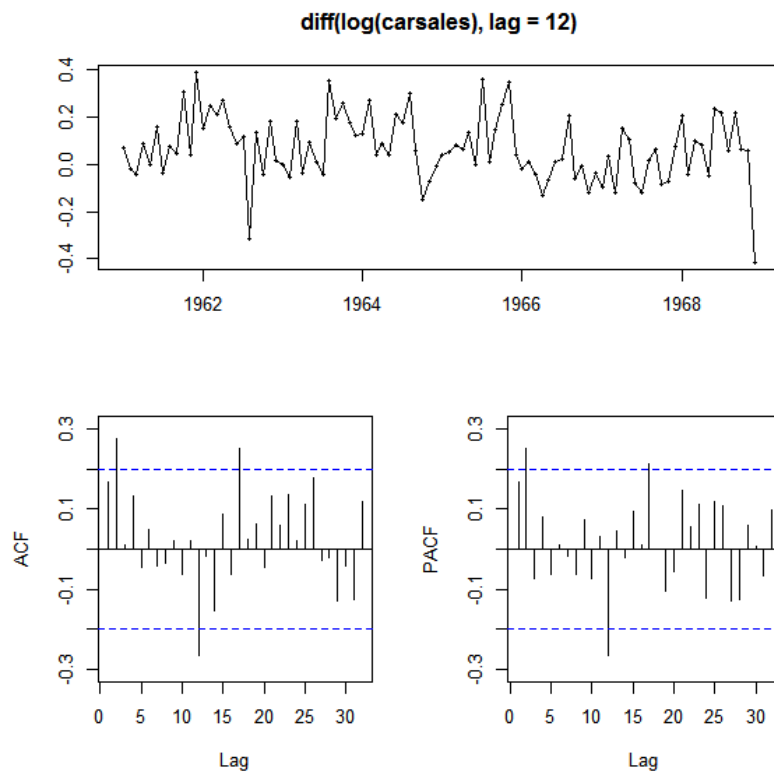 diff(log(carsales), lag = 12)
0.4
0.2
0.0
-0.2
-0.4
1962 1964 1966 1968
0.3 0.3
0.1 0.1
ACF PACF
-0.1 -0.1
-0.3 -0.3
0 5 10 15 20 25 30 0 5 10 15 20 25 30
Lag Lag